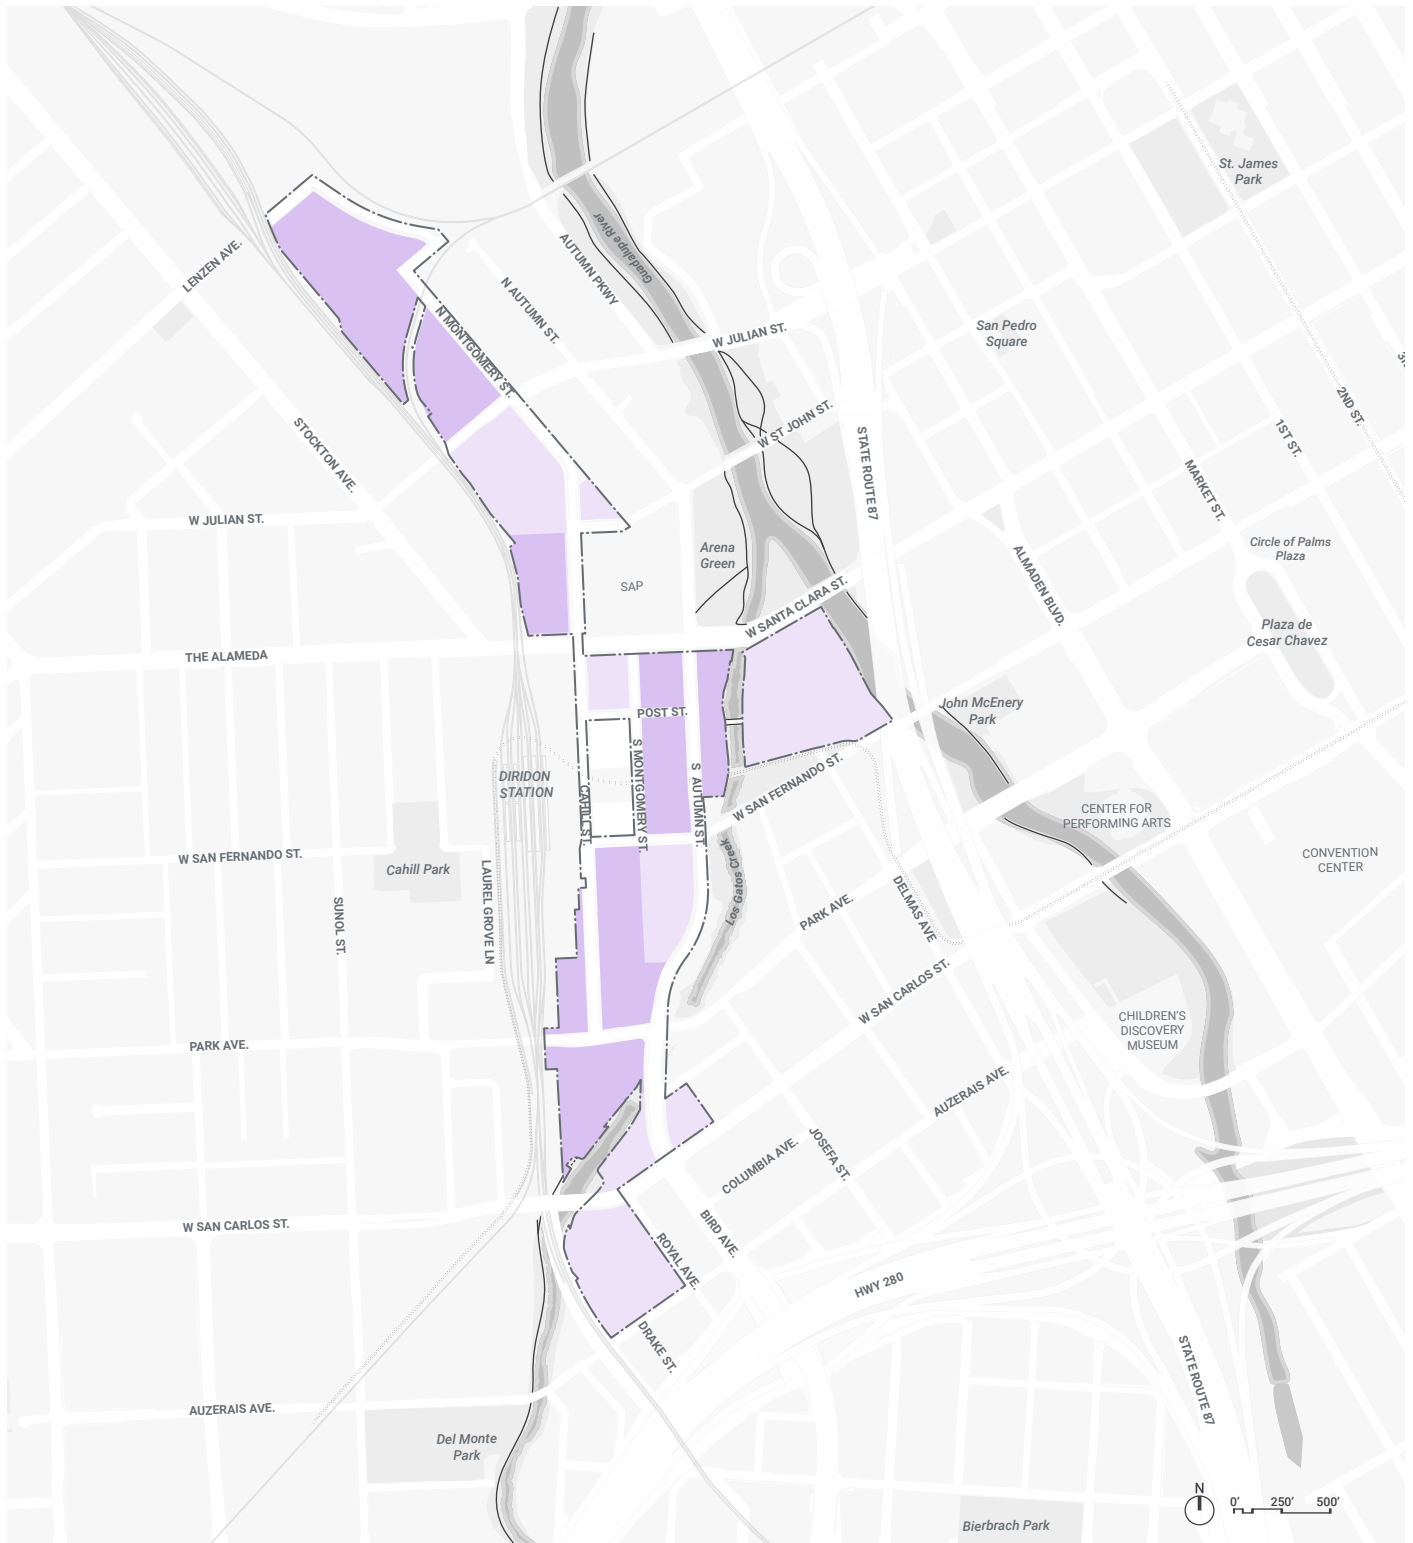 St. James
Park
LENZEN AVE.
AUTUMN PKWY
Guadalupe River
N AUTUMN ST.
N MONTGOMERY ST.
W JULIAN ST.
San Pedro
Square
W ST JOHN ST.
2ND ST.
1ST ST.
STOCKTON AVE.
STATE ROUTE 87
MARKET ST.
W JULIAN ST.
Arena
Green
SAP
ALMADEN BLVD.
Circle of Palms
Plaza
W SANTA CLARA ST.
Plaza de
Cesar Chavez
THE ALAMEDA
POST ST.
John McEnery
Park
DIRIDON
STATION
CAHILL ST.
S MONTGOMERY ST.
S AUTUMN ST.
W SAN FERNANDO ST.
CENTER FOR
PERFORMING ARTS
CONVENTION
CENTER
W SAN FERNANDO ST.
Cahill Park
LAUREL GROVE LN
SUNOL ST.
Los Gatos Creek
PARK AVE.
DELMAS AVE
W SAN CARLOS ST.
CHILDREN'S
DISCOVERY
MUSEUM
PARK AVE.
AUZERAIS AVE.
COLUMBIA AVE.
JOSEFA ST.
W SAN CARLOS ST.
BIRD AVE.
ROYAL AVE.
HWY 280
DRAKE ST.
STATE ROUTE 87
AUZERAIS AVE.
Del Monte
Park
Bierbrach Park
N
0' 250' 500'